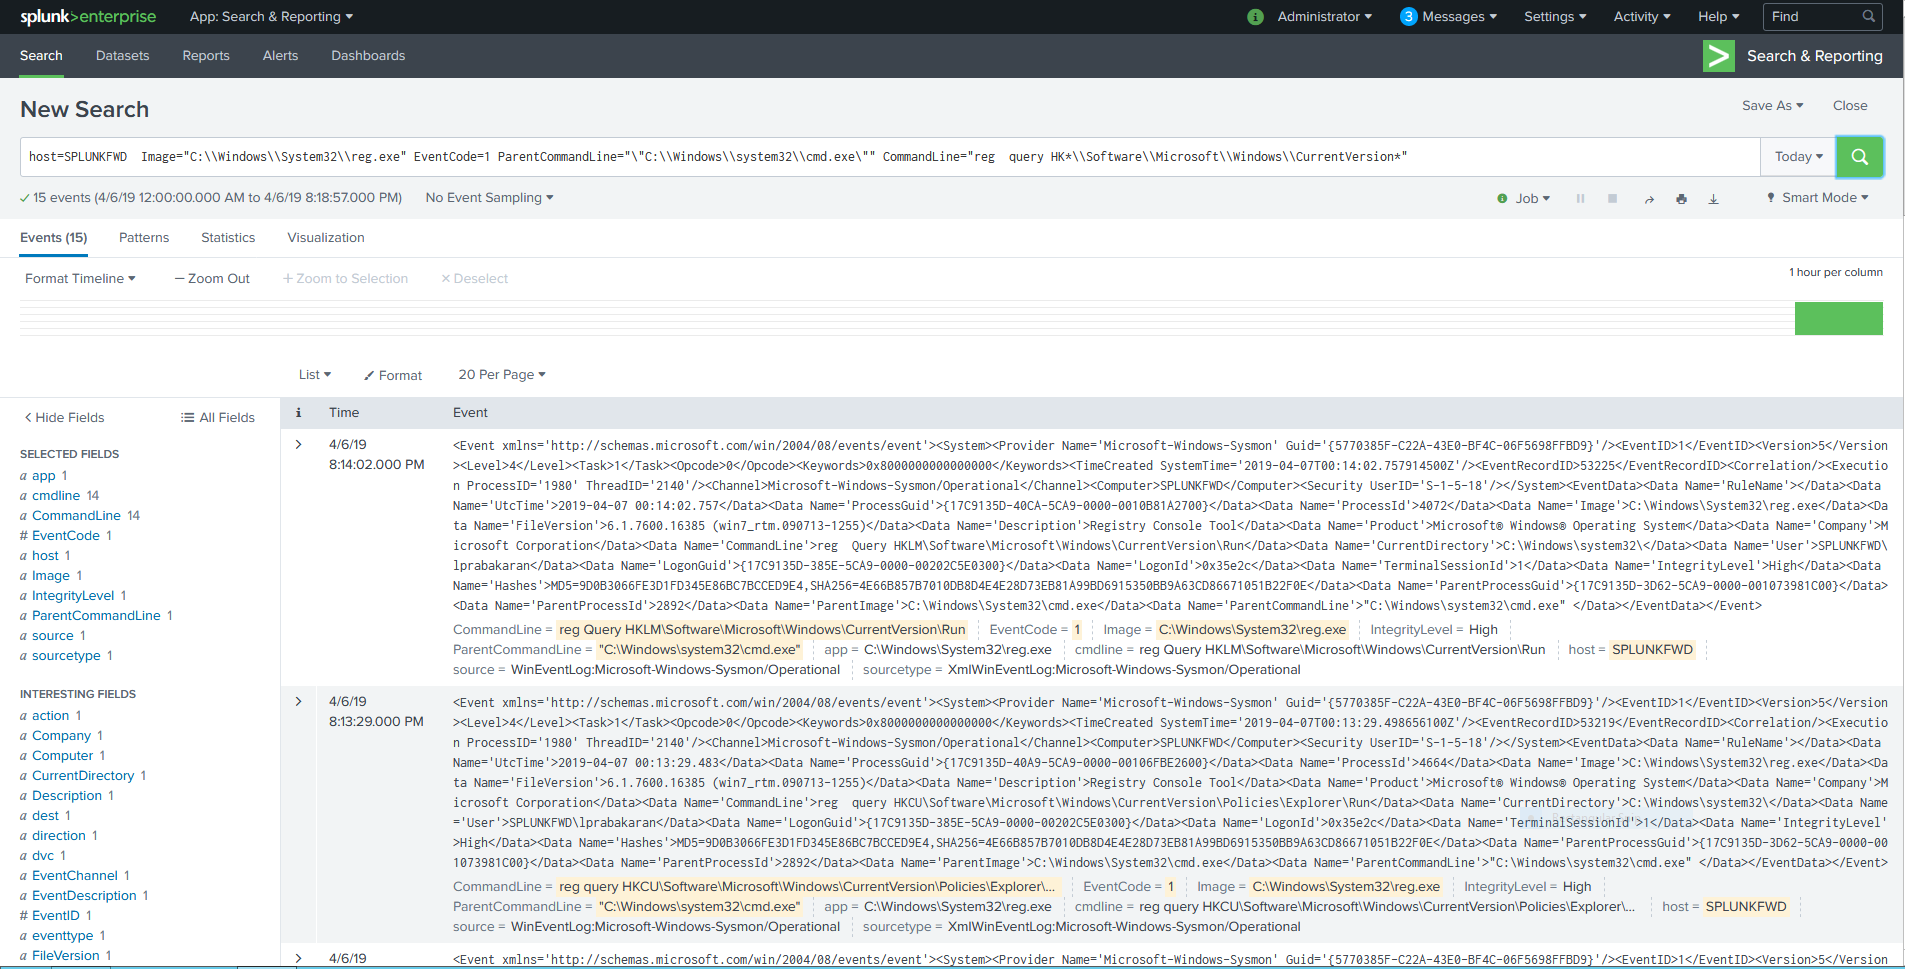 splunk>enterprise App: Search & Reporting ▾ i Administrator ▾ 3 Messages ▾ Settings ▾ Activity ▾ Help ▾ Find
Search Datasets Reports Alerts Dashboards > Search & Reporting
New Search Save As ▾ Close
host=SPLUNKFWD  Image="C:\\Windows\\System32\\reg.exe" EventCode=1 ParentCommandLine="\"C:\\Windows\\system32\\cmd.exe\"" CommandLine="reg  query HK*\\Software\\Microsoft\\Windows\\CurrentVersion*" Today ▾
✓ 15 events (4/6/19 12:00:00.000 AM to 4/6/19 8:18:57.000 PM) No Event Sampling ▾ Job ▾ Smart Mode ▾
Events (15) Patterns Statistics Visualization
Format Timeline ▾ — Zoom Out + Zoom to Selection × Deselect 1 hour per column
List ▾ Format 20 Per Page ▾
< Hide Fields All Fields
SELECTED FIELDS
a app 1
a cmdline 14
a CommandLine 14
# EventCode 1
a host 1
a Image 1
a IntegrityLevel 1
a ParentCommandLine 1
a source 1
a sourcetype 1
INTERESTING FIELDS
a action 1
a Company 1
a Computer 1
a CurrentDirectory 1
a Description 1
a dest 1
a direction 1
a dvc 1
a EventChannel 1
a EventDescription 1
# EventID 1
a eventtype 1
a FileVersion 1
i Time Event
> 4/6/19
8:14:02.000 PM
<Event xmlns='http://schemas.microsoft.com/win/2004/08/events/event'><System><Provider Name='Microsoft-Windows-Sysmon' Guid='{5770385F-C22A-43E0-BF4C-06F5698FFBD9}'/><EventID>1</EventID><Version>5</Version
><Level>4</Level><Task>1</Task><Opcode>0</Opcode><Keywords>0x8000000000000000</Keywords><TimeCreated SystemTime='2019-04-07T00:14:02.757914500Z'/><EventRecordID>53225</EventRecordID><Correlation/><Executio
n ProcessID='1980' ThreadID='2140'/><Channel>Microsoft-Windows-Sysmon/Operational</Channel><Computer>SPLUNKFWD</Computer><Security UserID='S-1-5-18'/></System><EventData><Data Name='RuleName'></Data><Data
Name='UtcTime'>2019-04-07 00:14:02.757</Data><Data Name='ProcessGuid'>{17C9135D-40CA-5CA9-0000-0010B81A2700}</Data><Data Name='ProcessId'>4072</Data><Data Name='Image'>C:\Windows\System32\reg.exe</Data><Da
ta Name='FileVersion'>6.1.7600.16385 (win7_rtm.090713-1255)</Data><Data Name='Description'>Registry Console Tool</Data><Data Name='Product'>Microsoft® Windows® Operating System</Data><Data Name='Company'>M
icrosoft Corporation</Data><Data Name='CommandLine'>reg  Query HKLM\Software\Microsoft\Windows\CurrentVersion\Run</Data><Data Name='CurrentDirectory'>C:\Windows\system32\</Data><Data Name='User'>SPLUNKFWD\
lprabakaran</Data><Data Name='LogonGuid'>{17C9135D-385E-5CA9-0000-00202C5E0300}</Data><Data Name='LogonId'>0x35e2c</Data><Data Name='TerminalSessionId'>1</Data><Data Name='IntegrityLevel'>High</Data><Data
Name='Hashes'>MD5=9D0B3066FE3D1FD345E86BC7BCCED9E4,SHA256=4E66B857B7010DB8D4E4E28D73EB81A99BD6915350BB9A63CD86671051B22F0E</Data><Data Name='ParentProcessGuid'>{17C9135D-3D62-5CA9-0000-001073981C00}</Data>
<Data Name='ParentProcessId'>2892</Data><Data Name='ParentImage'>C:\Windows\System32\cmd.exe</Data><Data Name='ParentCommandLine'>"C:\Windows\system32\cmd.exe" </Data></EventData></Event>
CommandLine = reg Query HKLM\Software\Microsoft\Windows\CurrentVersion\Run EventCode = 1 Image = C:\Windows\System32\reg.exe IntegrityLevel = High
ParentCommandLine = "C:\Windows\system32\cmd.exe" app = C:\Windows\System32\reg.exe cmdline = reg Query HKLM\Software\Microsoft\Windows\CurrentVersion\Run host = SPLUNKFWD
source = WinEventLog:Microsoft-Windows-Sysmon/Operational sourcetype = XmlWinEventLog:Microsoft-Windows-Sysmon/Operational
> 4/6/19
8:13:29.000 PM
<Event xmlns='http://schemas.microsoft.com/win/2004/08/events/event'><System><Provider Name='Microsoft-Windows-Sysmon' Guid='{5770385F-C22A-43E0-BF4C-06F5698FFBD9}'/><EventID>1</EventID><Version>5</Version
><Level>4</Level><Task>1</Task><Opcode>0</Opcode><Keywords>0x8000000000000000</Keywords><TimeCreated SystemTime='2019-04-07T00:13:29.498656100Z'/><EventRecordID>53219</EventRecordID><Correlation/><Executio
n ProcessID='1980' ThreadID='2140'/><Channel>Microsoft-Windows-Sysmon/Operational</Channel><Computer>SPLUNKFWD</Computer><Security UserID='S-1-5-18'/></System><EventData><Data Name='RuleName'></Data><Data
Name='UtcTime'>2019-04-07 00:13:29.483</Data><Data Name='ProcessGuid'>{17C9135D-40A9-5CA9-0000-00106FBE2600}</Data><Data Name='ProcessId'>4664</Data><Data Name='Image'>C:\Windows\System32\reg.exe</Data><Da
ta Name='FileVersion'>6.1.7600.16385 (win7_rtm.090713-1255)</Data><Data Name='Description'>Registry Console Tool</Data><Data Name='Product'>Microsoft® Windows® Operating System</Data><Data Name='Company'>M
icrosoft Corporation</Data><Data Name='CommandLine'>reg  query HKCU\Software\Microsoft\Windows\CurrentVersion\Policies\Explorer\Run</Data><Data Name='CurrentDirectory'>C:\Windows\system32\</Data><Data Name
='User'>SPLUNKFWD\lprabakaran</Data><Data Name='LogonGuid'>{17C9135D-385E-5CA9-0000-00202C5E0300}</Data><Data Name='LogonId'>0x35e2c</Data><Data Name='TerminalSessionId'>1</Data><Data Name='IntegrityLevel'
>High</Data><Data Name='Hashes'>MD5=9D0B3066FE3D1FD345E86BC7BCCED9E4,SHA256=4E66B857B7010DB8D4E4E28D73EB81A99BD6915350BB9A63CD86671051B22F0E</Data><Data Name='ParentProcessGuid'>{17C9135D-3D62-5CA9-0000-00
1073981C00}</Data><Data Name='ParentProcessId'>2892</Data><Data Name='ParentImage'>C:\Windows\System32\cmd.exe</Data><Data Name='ParentCommandLine'>"C:\Windows\system32\cmd.exe" </Data></EventData></Event>
CommandLine = reg query HKCU\Software\Microsoft\Windows\CurrentVersion\Policies\Explorer\... EventCode = 1 Image = C:\Windows\System32\reg.exe IntegrityLevel = High
ParentCommandLine = "C:\Windows\system32\cmd.exe" app = C:\Windows\System32\reg.exe cmdline = reg query HKCU\Software\Microsoft\Windows\CurrentVersion\Policies\Explorer\... host = SPLUNKFWD
source = WinEventLog:Microsoft-Windows-Sysmon/Operational sourcetype = XmlWinEventLog:Microsoft-Windows-Sysmon/Operational
> 4/6/19
<Event xmlns='http://schemas.microsoft.com/win/2004/08/events/event'><System><Provider Name='Microsoft-Windows-Sysmon' Guid='{5770385F-C22A-43E0-BF4C-06F5698FFBD9}'/><EventID>1</EventID><Version>5</Version